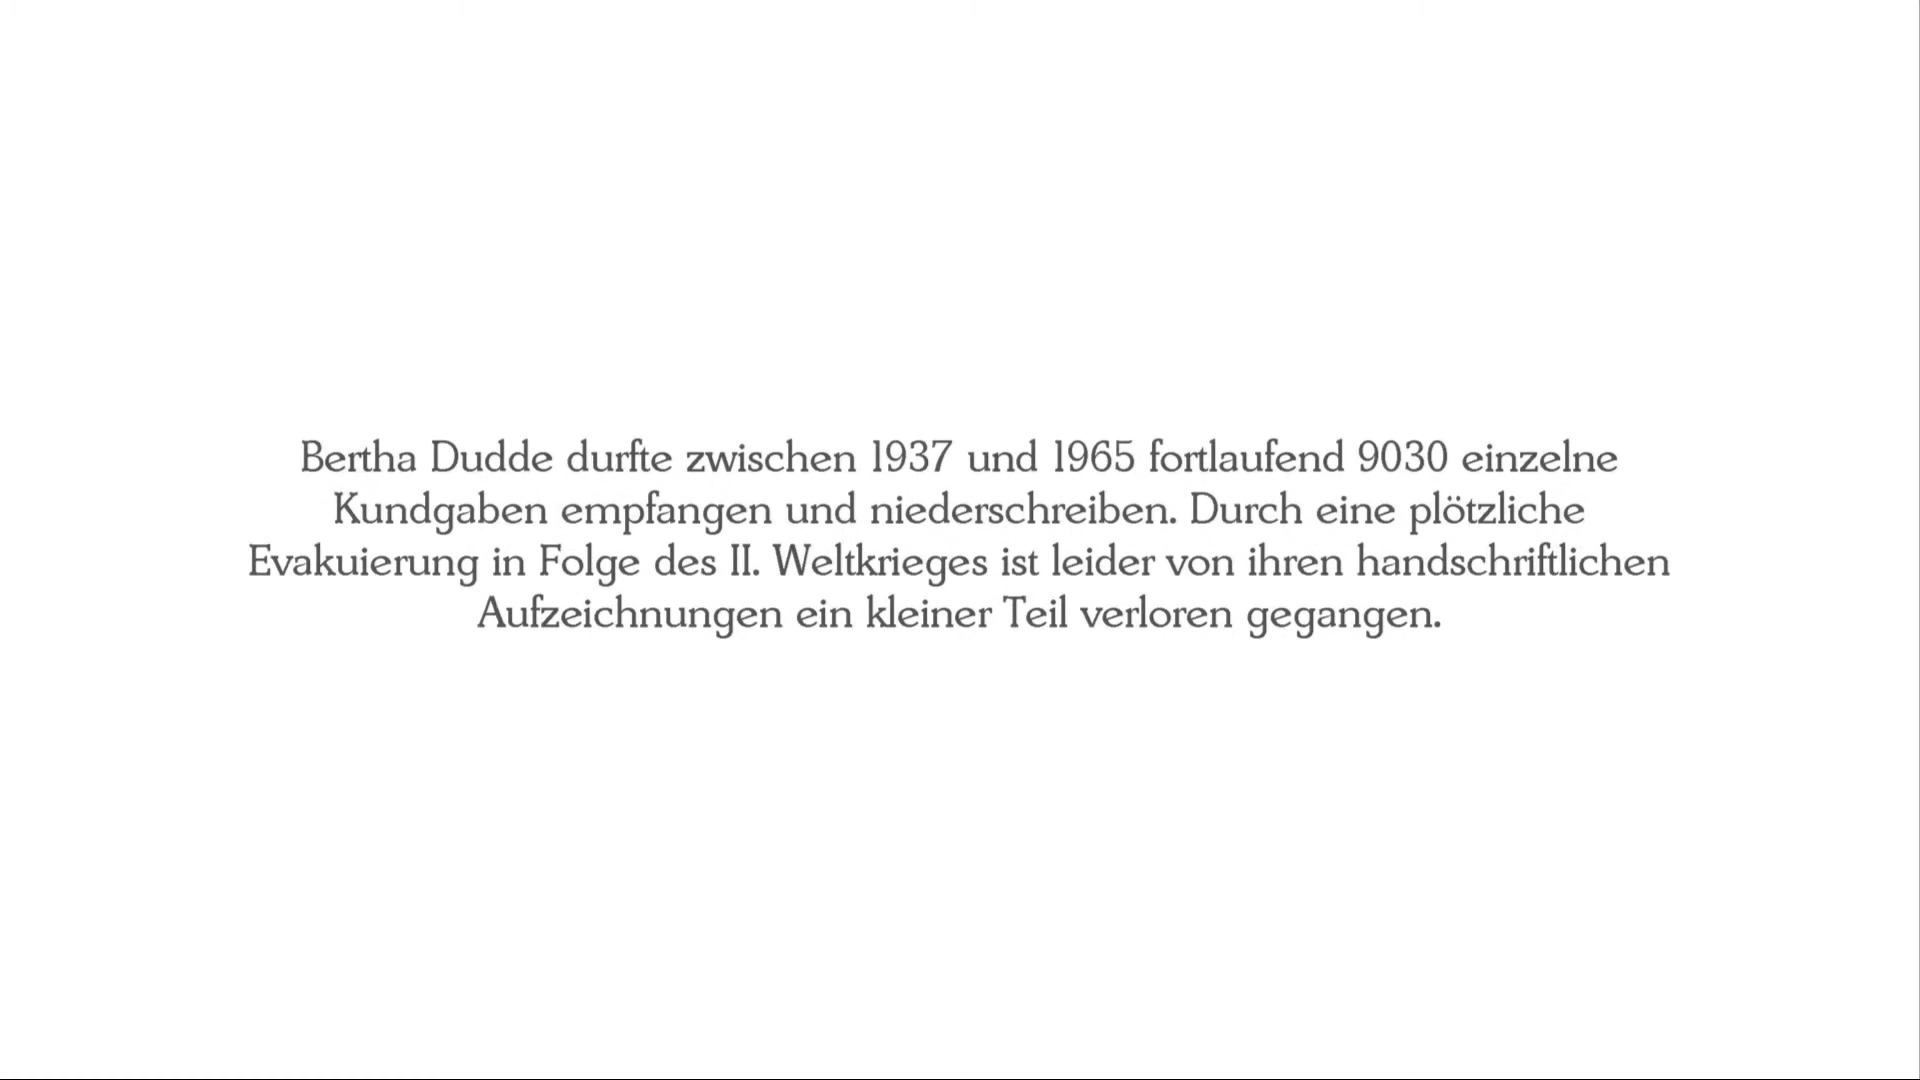 Bertha Dudde durfte zwischen 1937 und 1965 fortlaufend 9030 einzelne
Kundgaben empfangen und niederschreiben. Durch eine plötzliche
Evakuierung in Folge des II. Weltkrieges ist leider von ihren handschriftlichen
Aufzeichnungen ein kleiner Teil verloren gegangen.